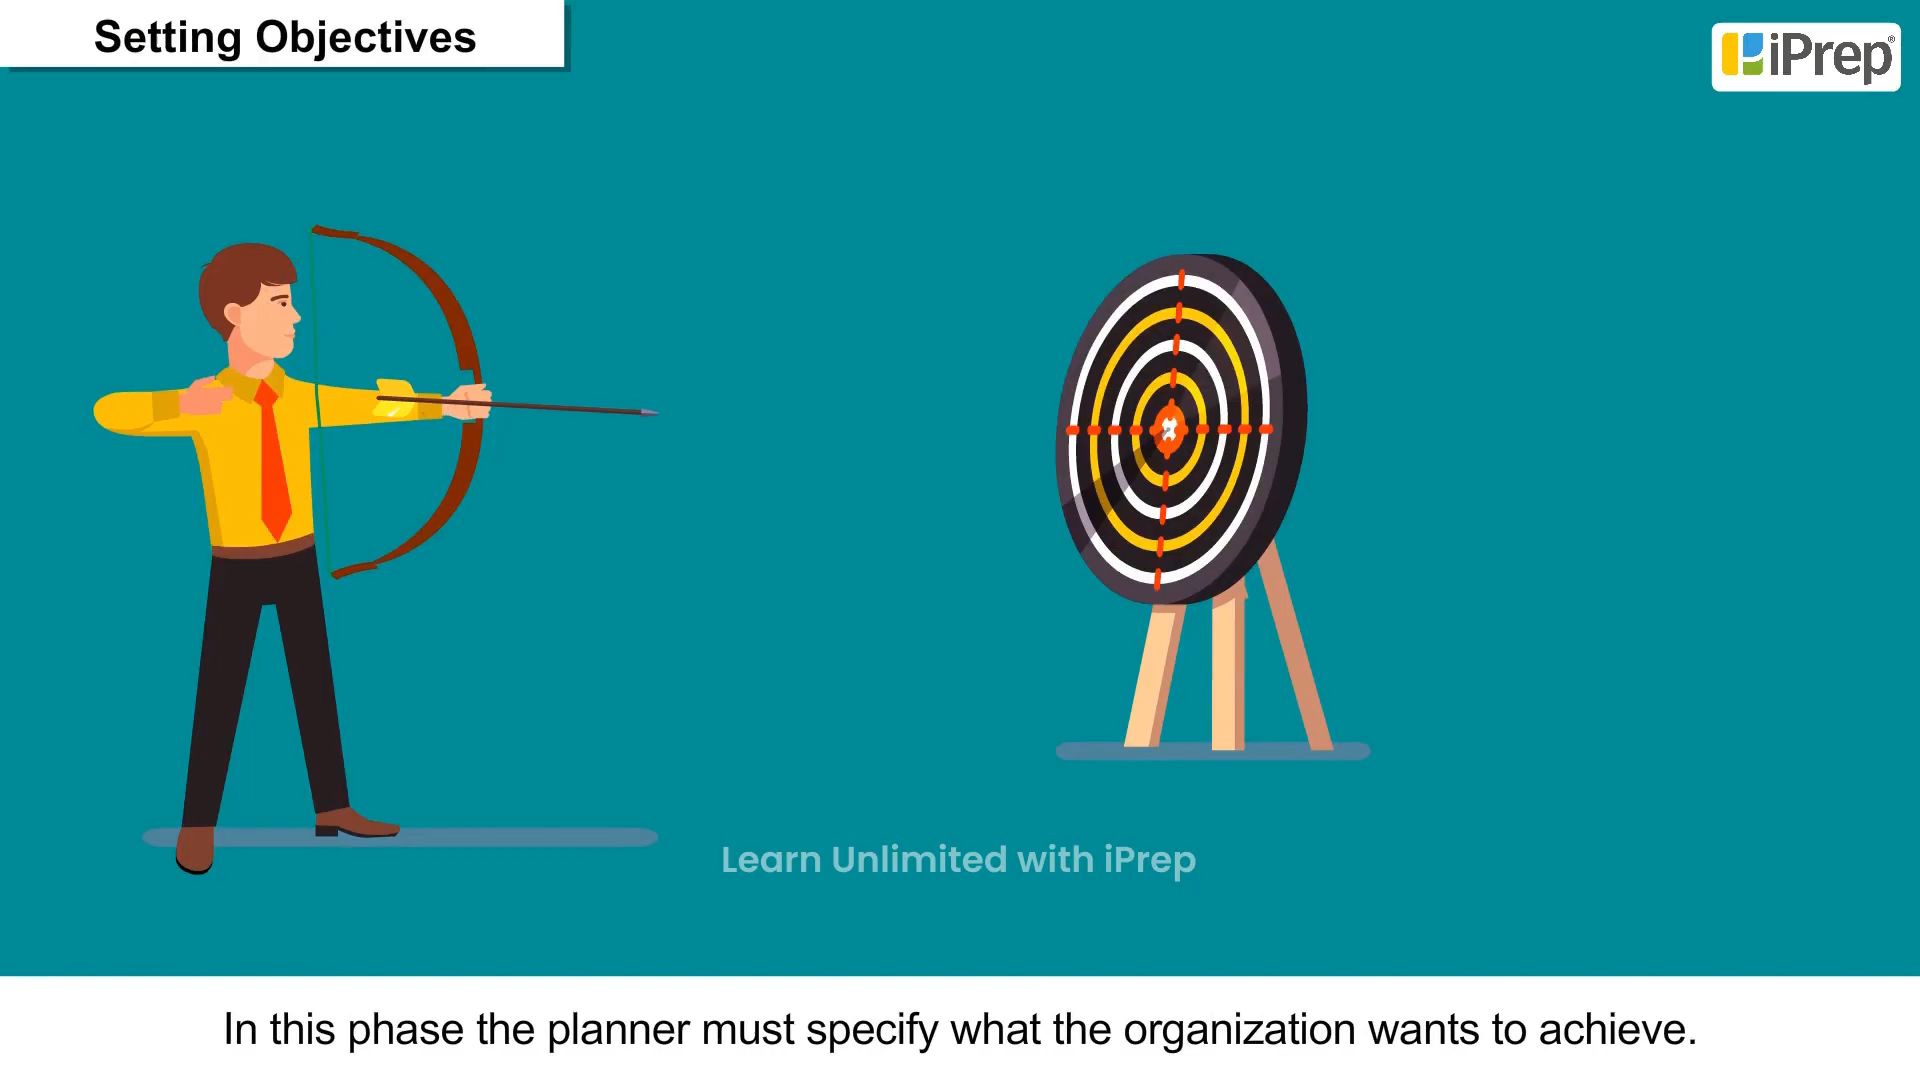 Setting Objectives
iPrep®
Learn Unlimited with iPrep
In this phase the planner must specify what the organization wants to achieve.